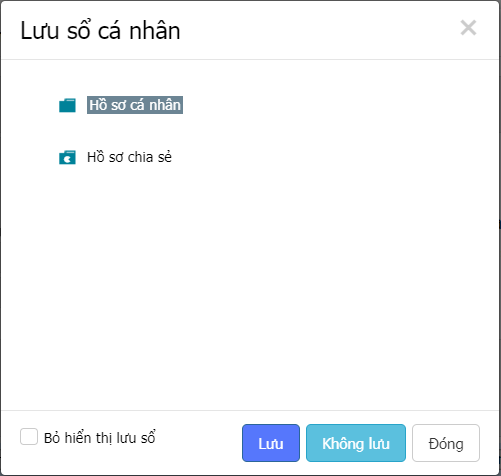 Lưu sổ cá nhân
Hồ sơ cá nhân
Hồ sơ chia sẻ
Bỏ hiển thị lưu sổ
Lưu
Không lưu
Đóng